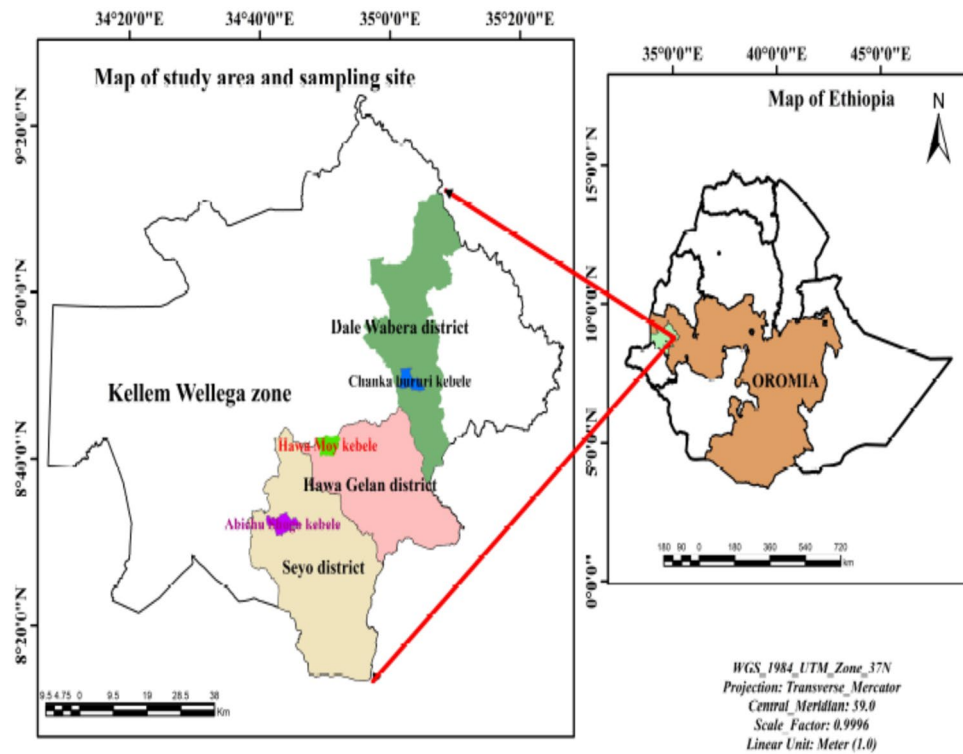 34°20'0"E 34°40'0"E 35°0'0"E 35°20'0"E
Map of study area and sampling site
9°20'0"N
9°0'0"N
8°40'0"N
8°20'0"N
Dale Wabera district
Chanka bururi kebele
Kellem Wellega zone
Hawa Moy kebele
Hawa Gelan district
Abichu kebele
Seyo district
9.5 4.75 0 9.5 19 28.5 38
Km
35°0'0"E 40°0'0"E 45°0'0"E
Map of Ethiopia
N
15°0'0"N
10°0'0"N
5°0'0"N
0°0'0"
OROMIA
180 90 0 180 360 540 720
km
WGS_1984_UTM_Zone_37N
Projection: Transverse_Mercator
Central_Meridian: 39.0
Scale_Factor: 0.9996
Linear Unit: Meter (1.0)